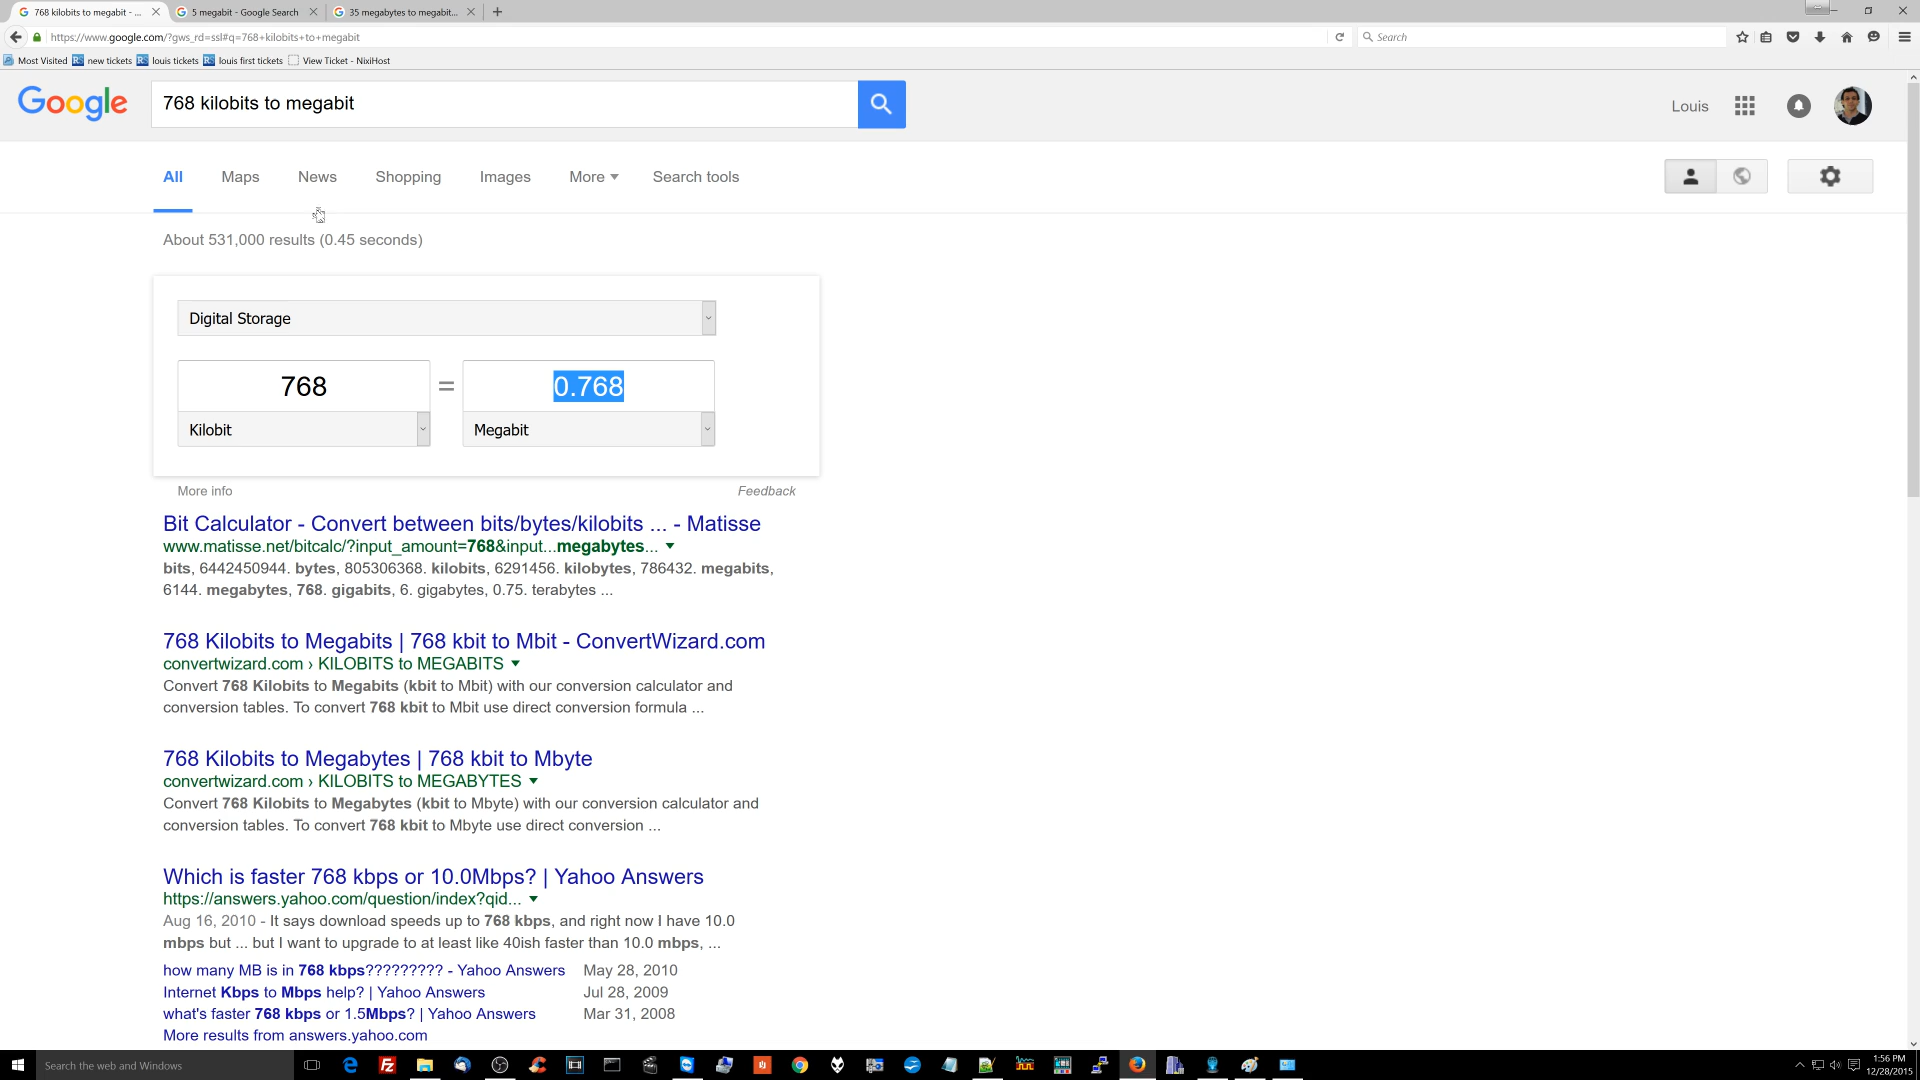 768 kilobits to megabit - ...
5 megabit - Google Search
35 megabytes to megabit...
https://www.google.com/?gws_rd=ssl#q=768+kilobits+to+megabit
Search
Most Visited
new tickets
louis tickets
louis first tickets
View Ticket - NixiHost
Google
768 kilobits to megabit
Louis
All
Maps
News
Shopping
Images
More
Search tools
About 531,000 results (0.45 seconds)
Digital Storage
768
=
0.768
Kilobit
Megabit
More info
Feedback
Bit Calculator - Convert between bits/bytes/kilobits ... - Matisse
www.matisse.net/bitcalc/?input_amount=768&input...megabytes...
bits, 6442450944. bytes, 805306368. kilobits, 6291456. kilobytes, 786432. megabits,
6144. megabytes, 768. gigabits, 6. gigabytes, 0.75. terabytes ...
768 Kilobits to Megabits | 768 kbit to Mbit - ConvertWizard.com
convertwizard.com › KILOBITS to MEGABITS
Convert 768 Kilobits to Megabits (kbit to Mbit) with our conversion calculator and
conversion tables. To convert 768 kbit to Mbit use direct conversion formula ...
768 Kilobits to Megabytes | 768 kbit to Mbyte
convertwizard.com › KILOBITS to MEGABYTES
Convert 768 Kilobits to Megabytes (kbit to Mbyte) with our conversion calculator and
conversion tables. To convert 768 kbit to Mbyte use direct conversion ...
Which is faster 768 kbps or 10.0Mbps? | Yahoo Answers
https://answers.yahoo.com/question/index?qid...
Aug 16, 2010 - It says download speeds up to 768 kbps, and right now I have 10.0
mbps but ... but I want to upgrade to at least like 40ish faster than 10.0 mbps, ...
how many MB is in 768 kbps????????? - Yahoo Answers May 28, 2010
Internet Kbps to Mbps help? | Yahoo Answers Jul 28, 2009
what's faster 768 kbps or 1.5Mbps? | Yahoo Answers Mar 31, 2008
More results from answers.yahoo.com
Search the web and Windows
1:56 PM
12/28/2015